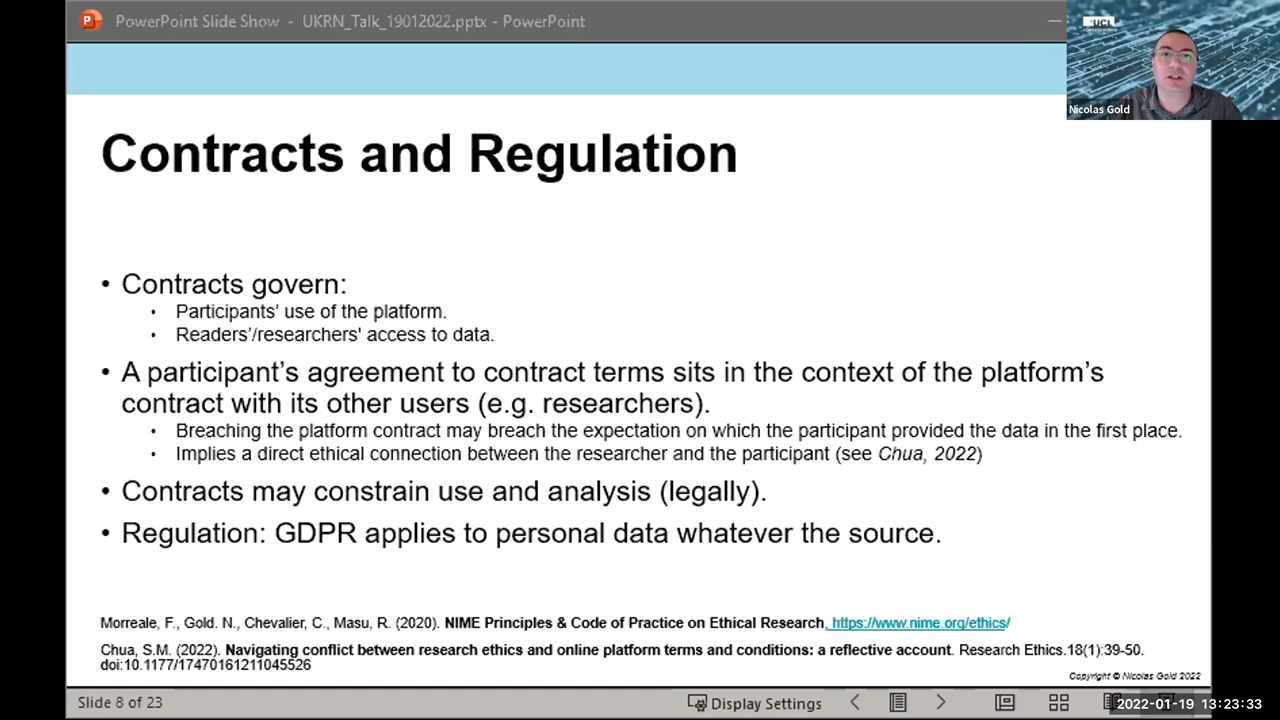 PowerPoint Slide Show - UKRN_Talk_19012022.pptx - PowerPoint
UCL
Nicolas Gold
Contracts and Regulation
• Contracts govern:
• Participants’ use of the platform.
• Readers’/researchers' access to data.
• A participant’s agreement to contract terms sits in the context of the platform’s
contract with its other users (e.g. researchers).
• Breaching the platform contract may breach the expectation on which the participant provided the data in the first place.
• Implies a direct ethical connection between the researcher and the participant (see Chua, 2022)
• Contracts may constrain use and analysis (legally).
• Regulation: GDPR applies to personal data whatever the source.
Morreale, F., Gold. N., Chevalier, C., Masu, R. (2020). NIME Principles & Code of Practice on Ethical Research, https://www.nime.org/ethics/
Chua, S.M. (2022). Navigating conflict between research ethics and online platform terms and conditions: a reflective account. Research Ethics.18(1):39-50.
doi:10.1177/17470161211045526
Copyright © Nicolas Gold 2022
Slide 8 of 23
Display Settings
2022-01-19 13:23:33